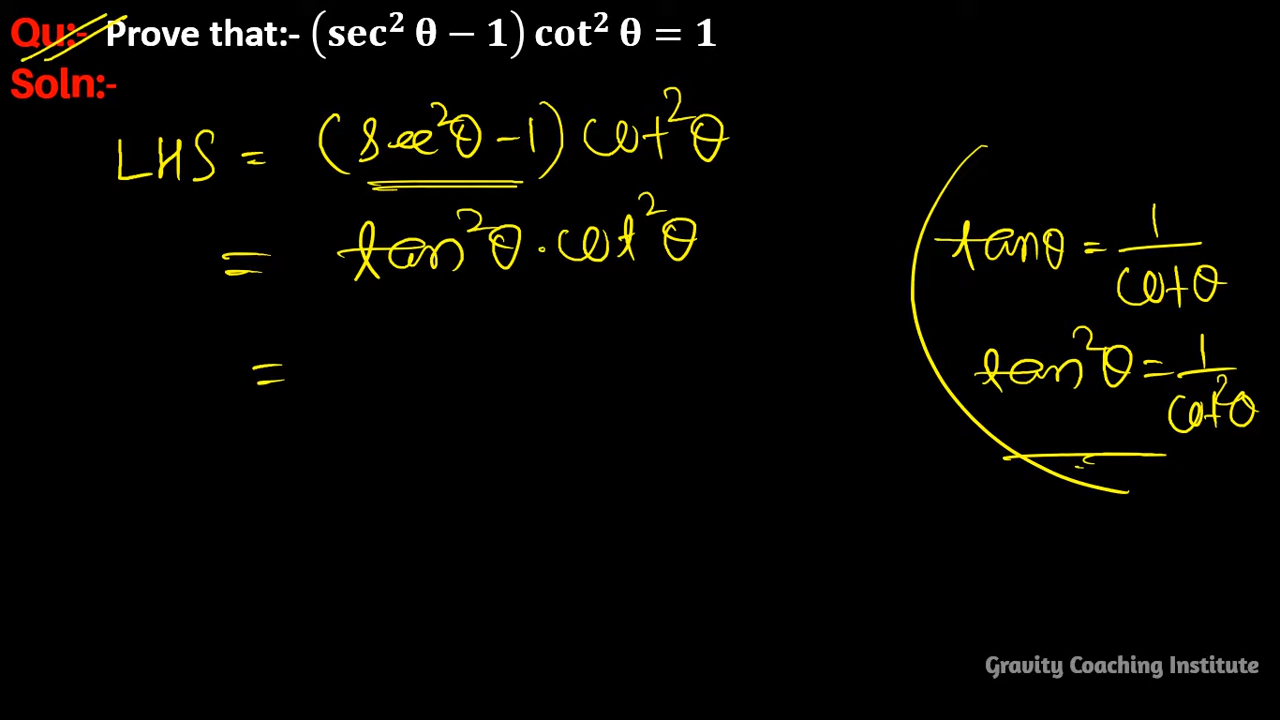 Qu:- Prove that:- (sec² θ − 1) cot² θ = 1
Soln:-
LHS = (sec²θ - 1) cot²θ
= tan²θ · cot²θ
=
tanθ = 1/cotθ
tan²θ = 1/cot²θ
Gravity Coaching Institute